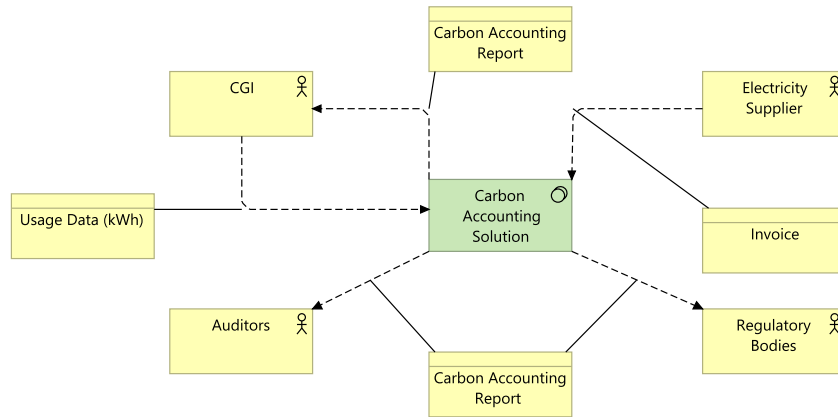 Carbon Accounting
Report
CGI
Electricity
Supplier
Carbon
Accounting
Solution
Usage Data (kWh)
Invoice
Auditors
Regulatory
Bodies
Carbon Accounting
Report